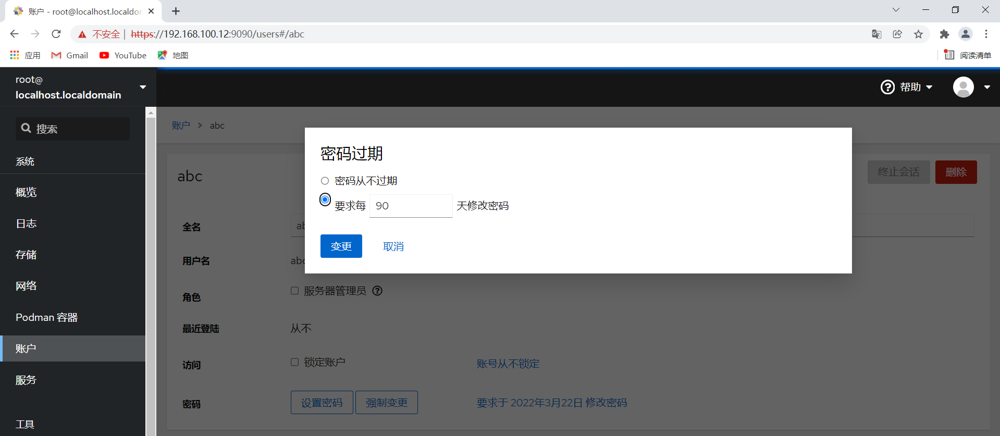 账户 - root@localhost.localdo
不安全 | https://192.168.100.12:9090/users#/abc
应用 Gmail YouTube 地图 阅读清单
root@
localhost.localdomain
帮助
搜索
系统
概览
日志
存储
网络
Podman 容器
账户
服务
工具
账户 > abc
abc
终止会话 删除
密码过期
密码从不过期
要求每 90 天修改密码
变更 取消
全名 ab
用户名 abc
角色 服务器管理员
最近登陆 从不
访问 锁定账户 账号从不锁定
密码 设置密码 强制变更 要求于 2022年3月22日 修改密码